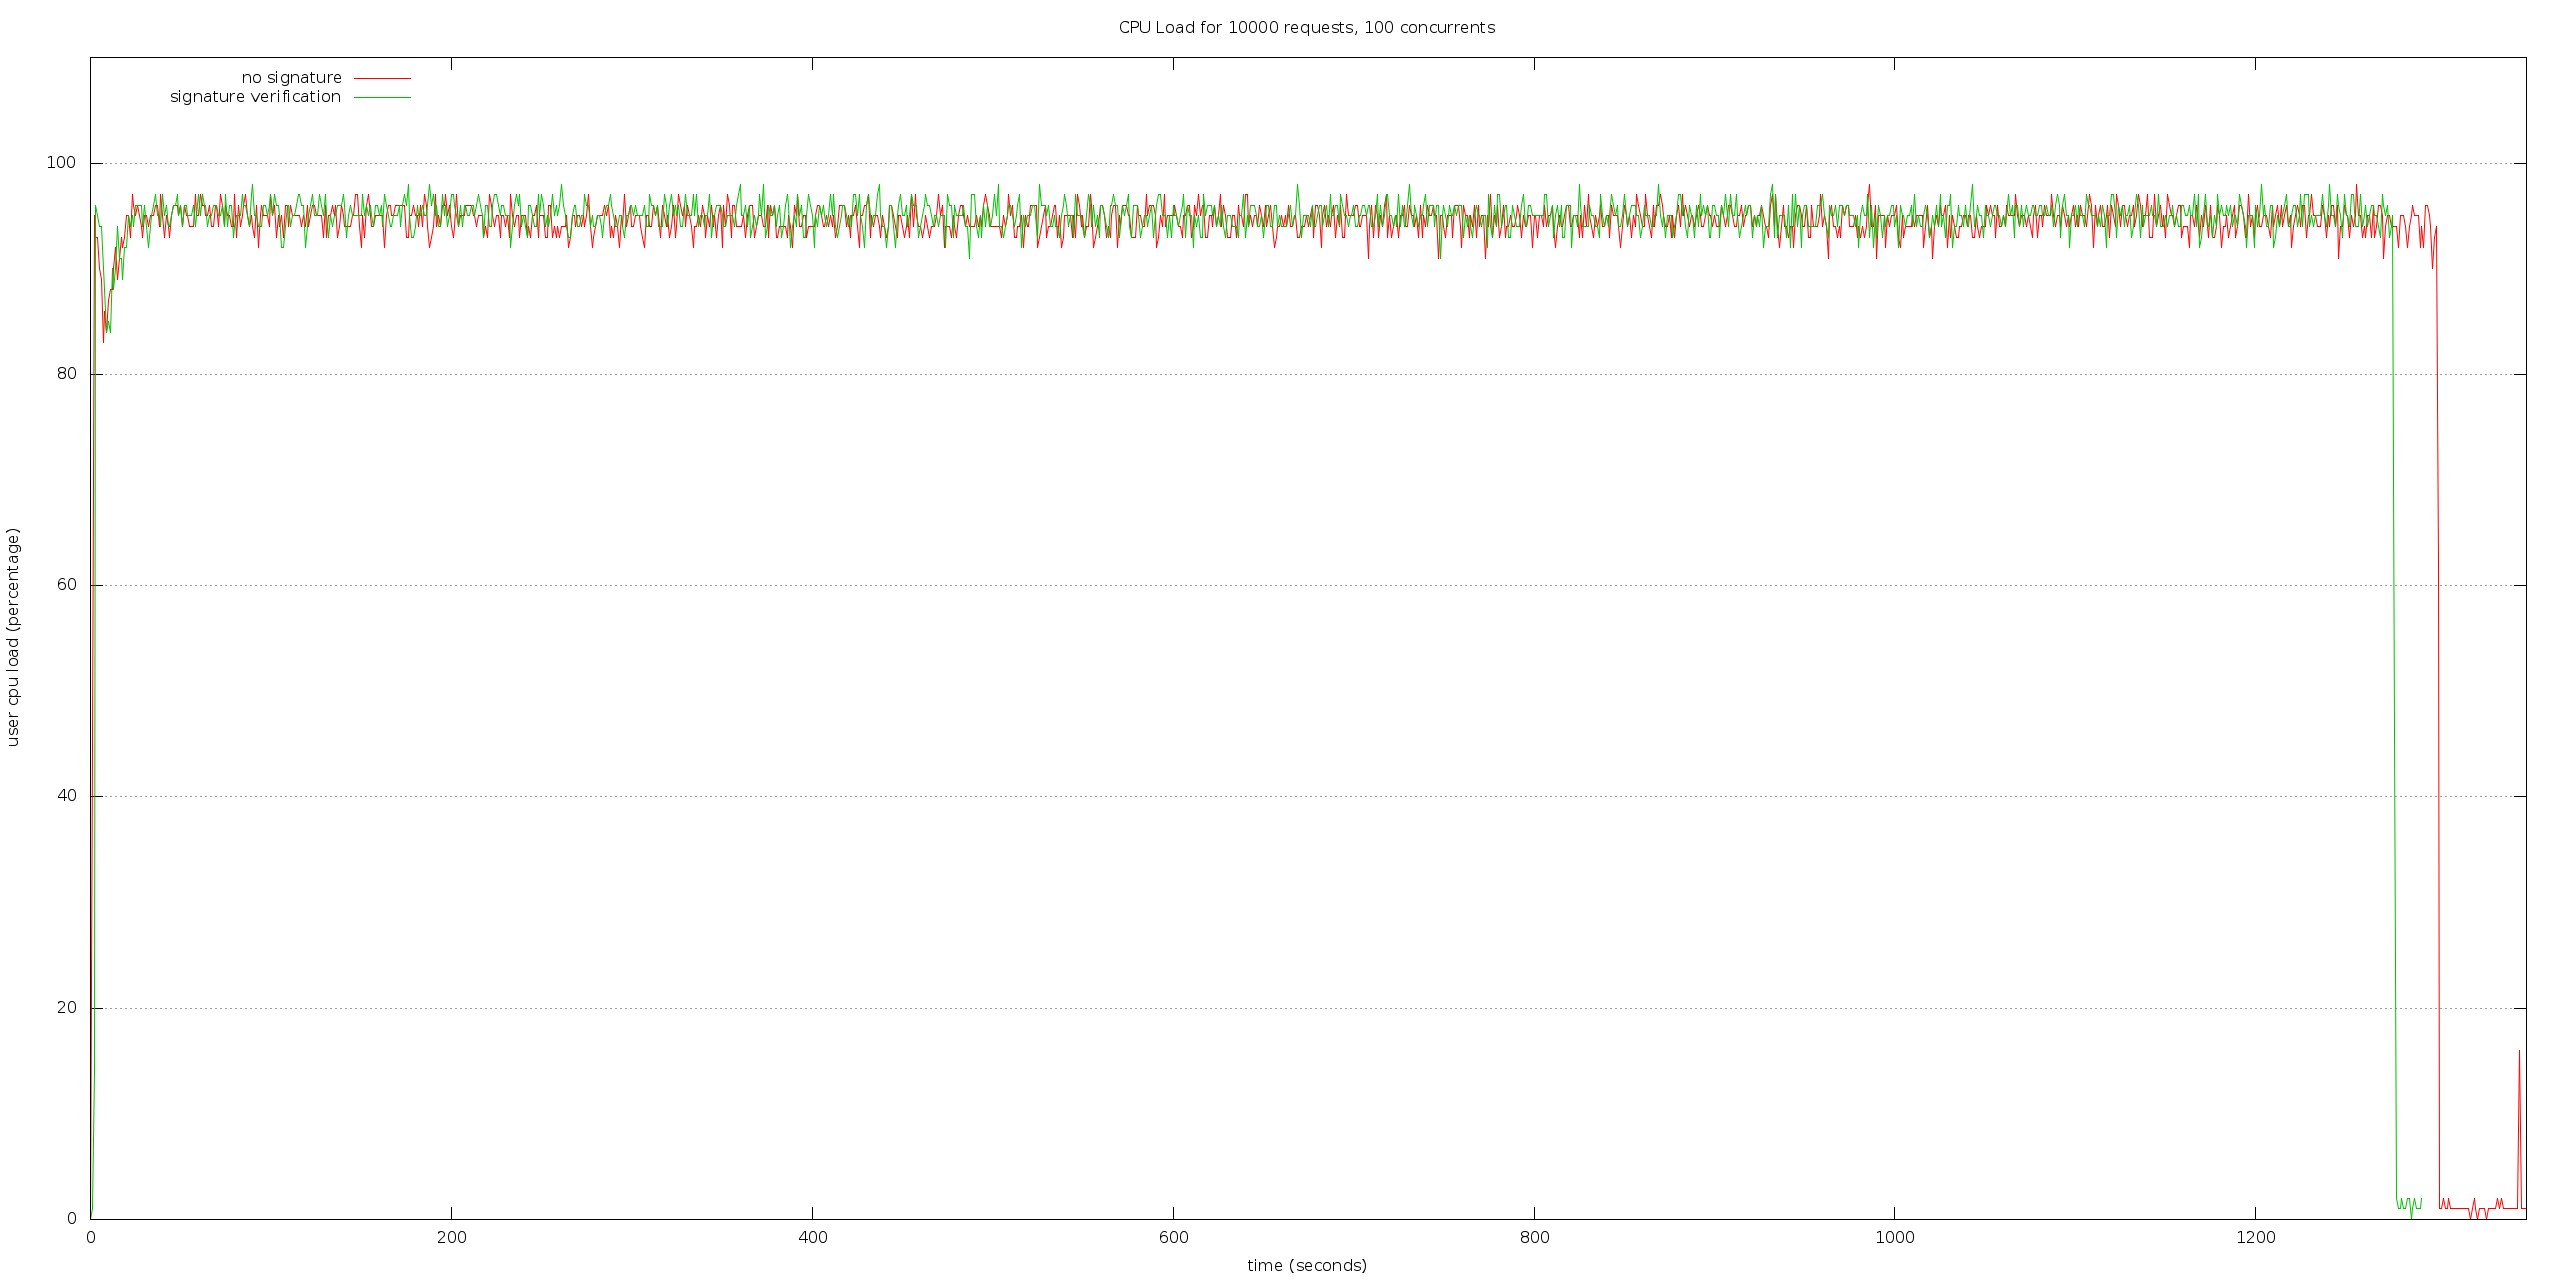 CPU Load for 10000 requests, 100 concurrents
no signature
signature verification
100
80
60
40
20
0
user cpu load (percentage)
0 200 400 600 800 1000 1200
time (seconds)